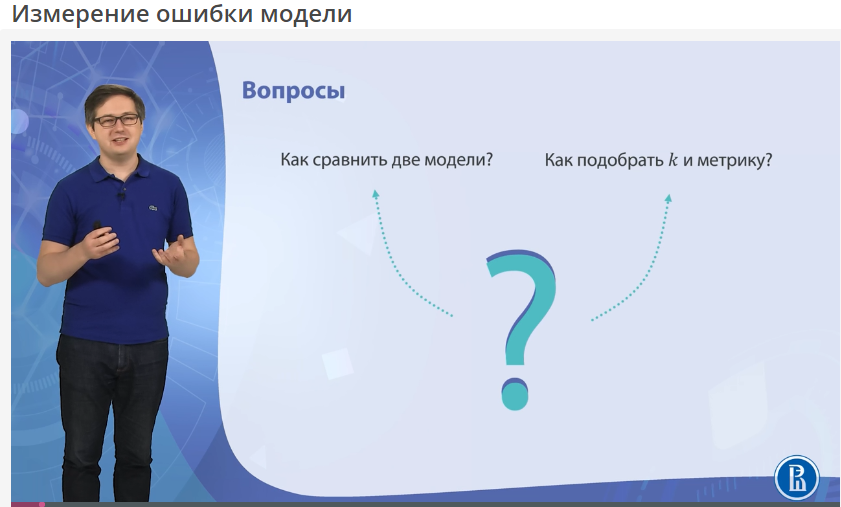 Измерение ошибки модели
Вопросы
Как сравнить две модели?
Как подобрать k и метрику?
?